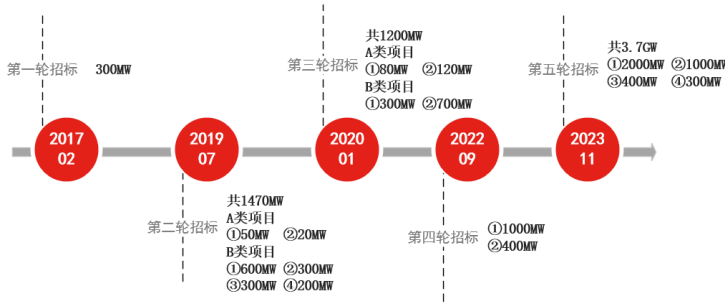 第一轮招标 300MW
2017
02
第二轮招标
共1470MW
A类项目
①50MW ②20MW
B类项目
①600MW ②300MW
③300MW ④200MW
2019
07
第三轮招标
共1200MW
A类项目
①80MW ②120MW
B类项目
①300MW ②700MW
2020
01
第四轮招标
①1000MW
②400MW
2022
09
第五轮招标
共3.7GW
①2000MW ②1000MW
③400MW ④300MW
2023
11